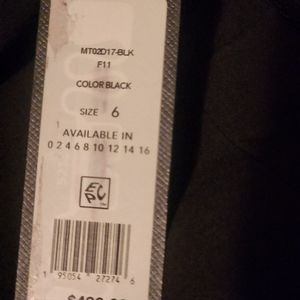 MT02D17-BLK
F11
COLOR BLACK
SIZE 6
AVAILABLE IN
0 2 4 6 8 10 12 14 16
1 95054 27274 6